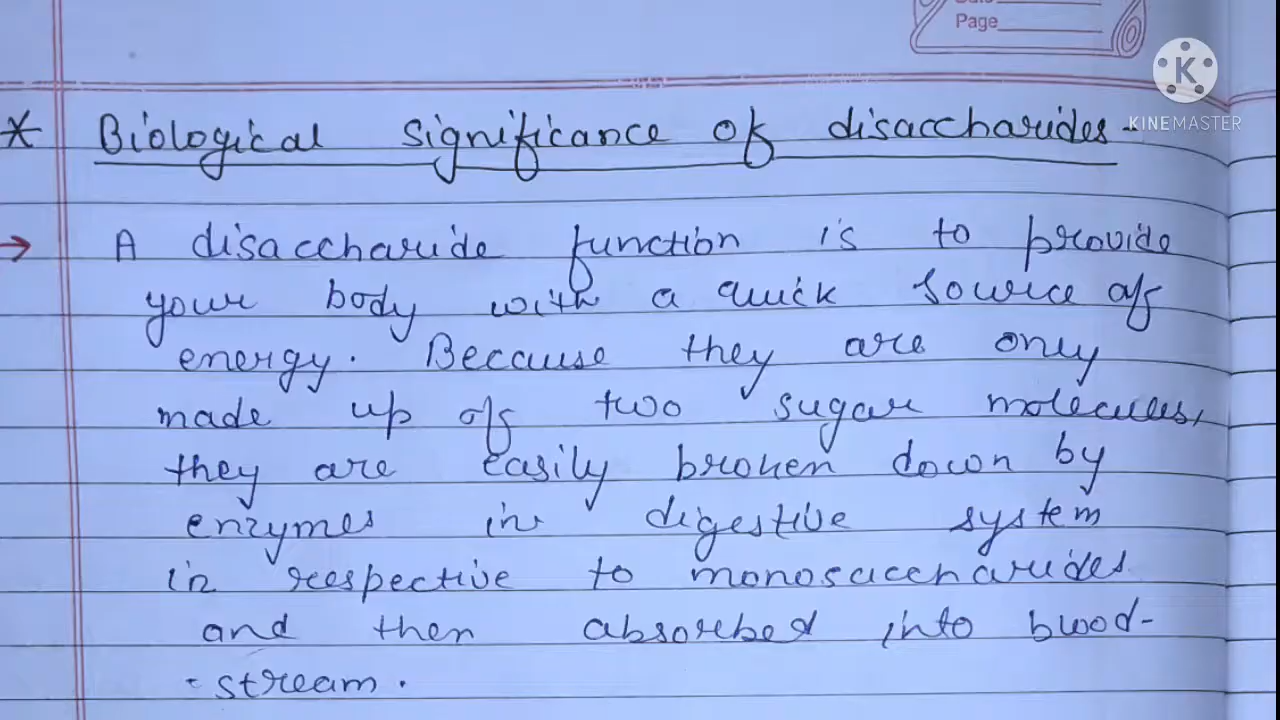 Page
KINEMASTER
* Biological significance of disaccharides -
→ A disaccharide function is to provide
your body with a quick source of
energy. Because they are only
made up of two sugar molecules,
they are easily broken down by
enzymes in digestive system
in respective to monosaccharides
and then absorbed into blood-
- stream.